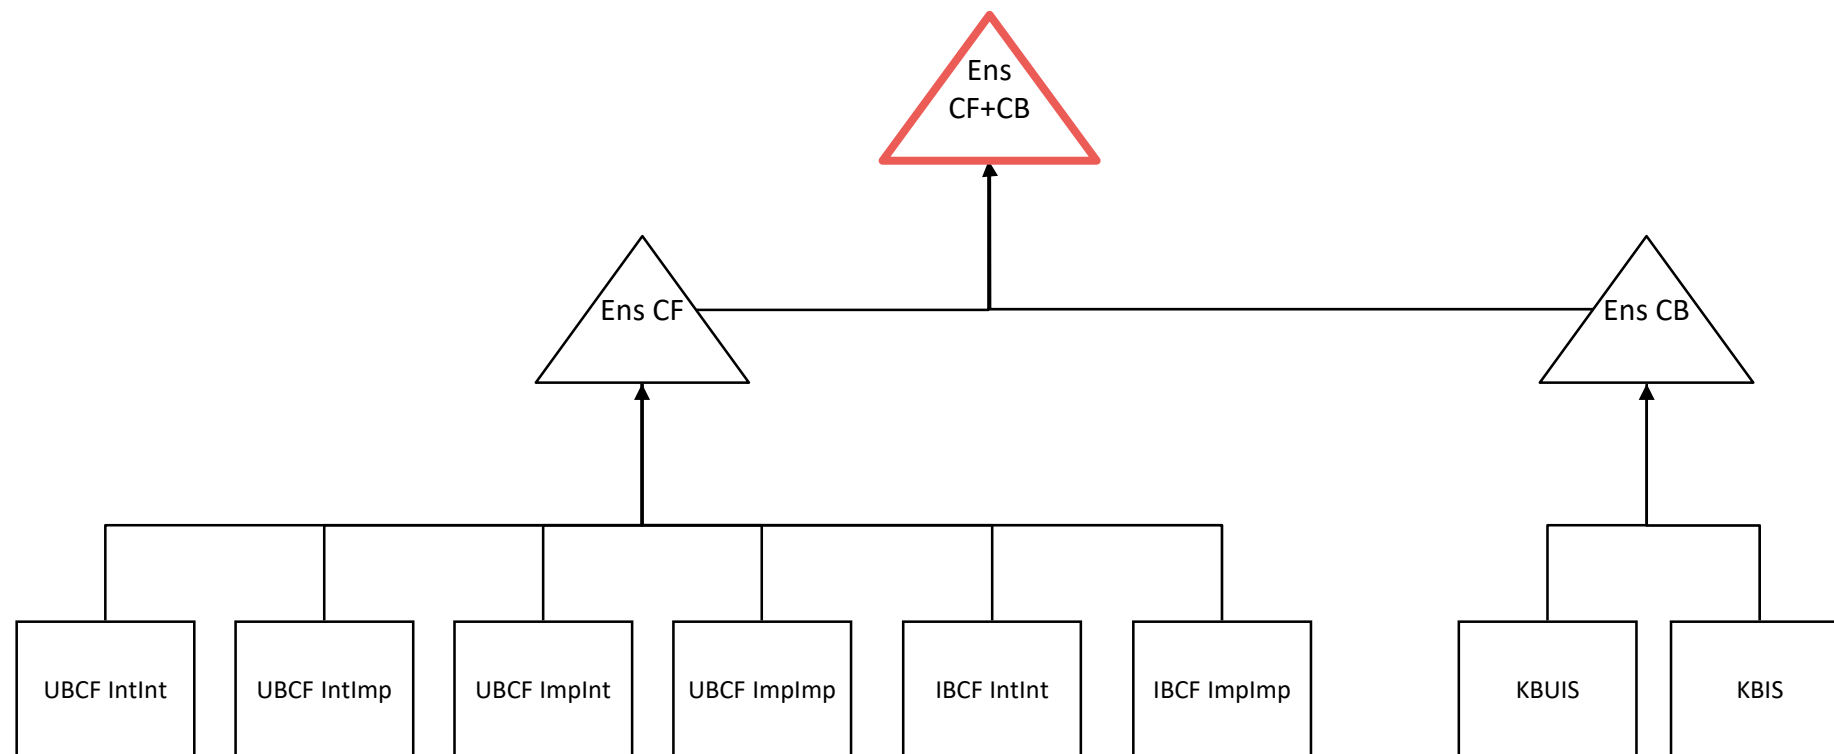 Ens
CF+CB
Ens CF
Ens CB
UBCF IntInt
UBCF IntImp
UBCF ImpInt
UBCF ImpImp
IBCF IntInt
IBCF ImpImp
KBUIS
KBIS